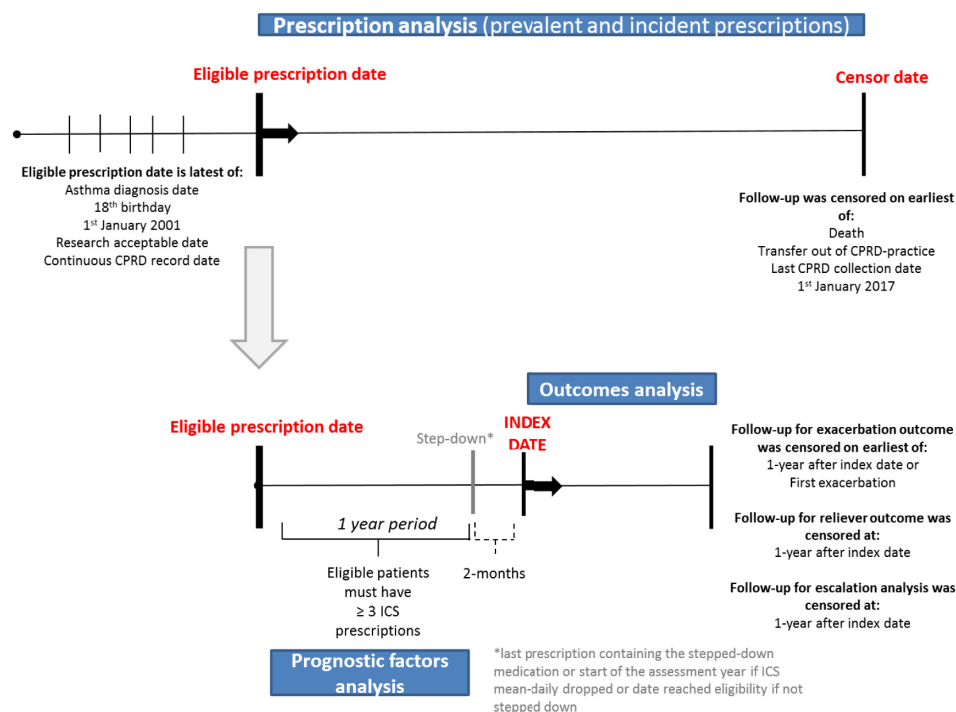 Prescription analysis (prevalent and incident prescriptions)
Eligible prescription date
Censor date
Eligible prescription date is latest of:
Asthma diagnosis date
18th birthday
1st January 2001
Research acceptable date
Continuous CPRD record date
Follow-up was censored on earliest
of:
Death
Transfer out of CPRD-practice
Last CPRD collection date
1st January 2017
Outcomes analysis
Eligible prescription date
Step-down*
INDEX
DATE
1 year period
Eligible patients
must have
≥ 3 ICS
prescriptions
2-months
Follow-up for exacerbation outcome
was censored on earliest of:
1-year after index date or
First exacerbation
Follow-up for reliever outcome was
censored at:
1-year after index date
Follow-up for escalation analysis was
censored at:
1-year after index date
Prognostic factors
analysis
*last prescription containing the stepped-down
medication or start of the assessment year if ICS
mean-daily dropped or date reached eligibility if not
stepped down